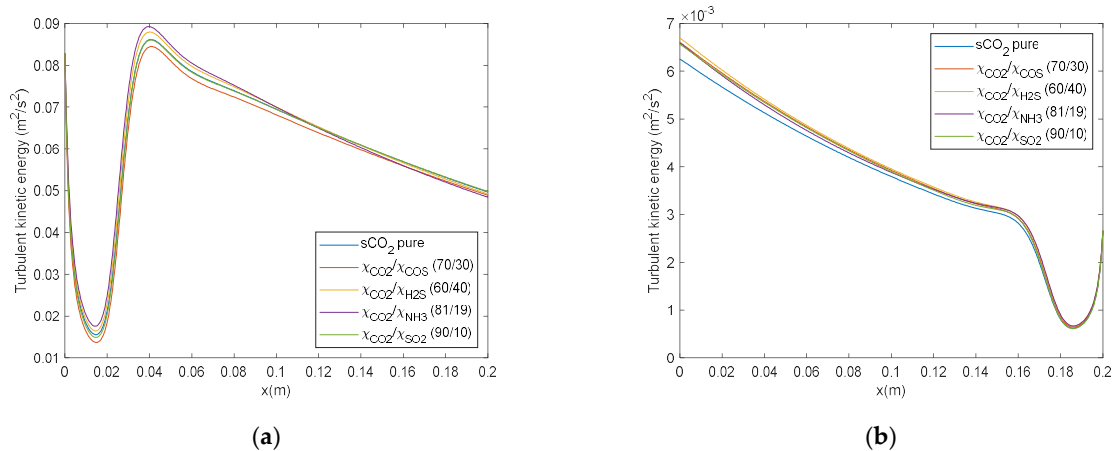 0.09
0.08
0.07
0.06
0.05
0.04
0.03
0.02
0.01
Turbulent kinetic energy (m²/s²)
0 0.02 0.04 0.06 0.08 0.1 0.12 0.14 0.16 0.18 0.2
x(m)
sCO₂ pure
χCO2/χCOS (70/30)
χCO2/χH2S (60/40)
χCO2/χNH3 (81/19)
χCO2/χSO2 (90/10)
(a)
×10⁻³
7
6
5
4
3
2
1
0
Turbulent kinetic energy (m²/s²)
0 0.02 0.04 0.06 0.08 0.1 0.12 0.14 0.16 0.18 0.2
x(m)
sCO₂ pure
χCO2/χCOS (70/30)
χCO2/χH2S (60/40)
χCO2/χNH3 (81/19)
χCO2/χSO2 (90/10)
(b)